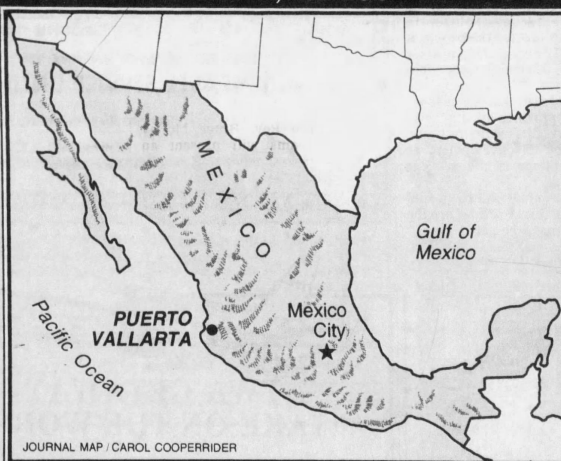 MEXICO
Gulf of
Mexico
PUERTO
VALLARTA
Mexico
City
Pacific Ocean
JOURNAL MAP / CAROL COOPERRIDER